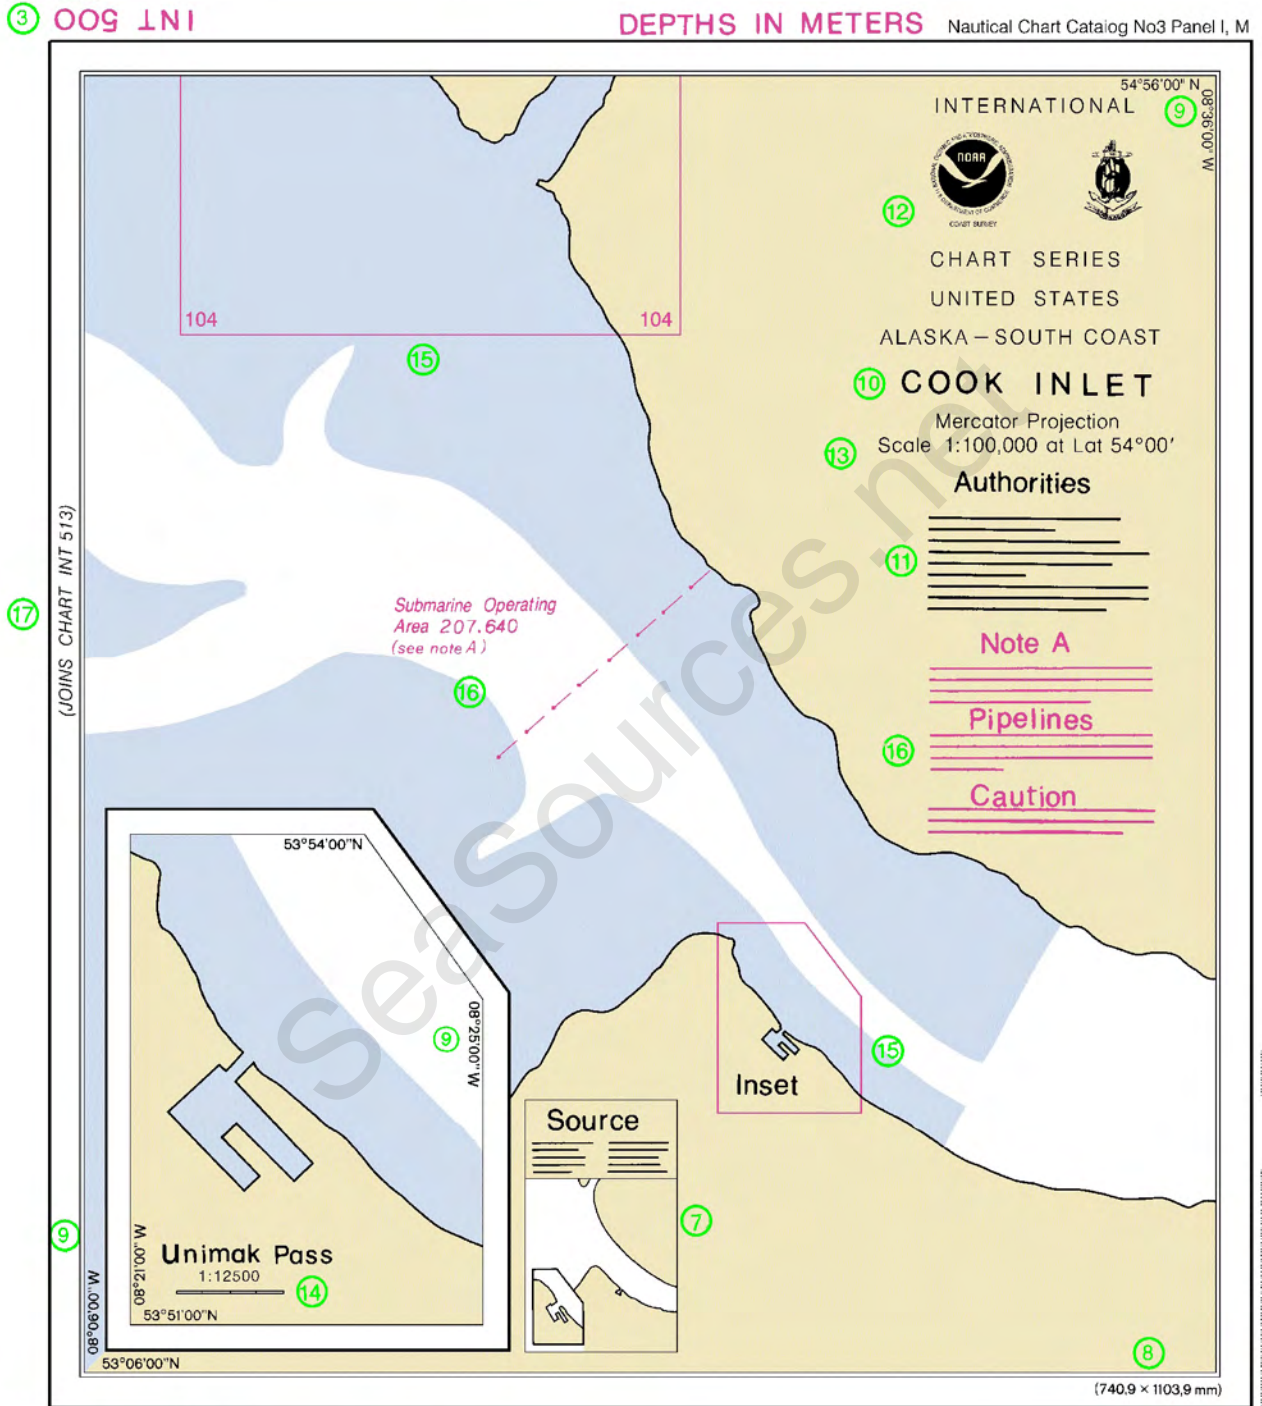 3 INT 500
DEPTHS IN METERS Nautical Chart Catalog No3 Panel I, M
54°56'00" N
08°36'00" W
9
INTERNATIONAL
NOAA
COAST SURVEY
12
CHART SERIES
UNITED STATES
ALASKA – SOUTH COAST
10 COOK INLET
Mercator Projection
13 Scale 1:100,000 at Lat 54°00'
Authorities
11
Note A
Pipelines
16
Caution
104 104
15
(JOINS CHART INT 513)
17
Submarine Operating
Area 207.640
(see note A)
16
SeaSources.net
53°54'00"N
08°25'00" W
9
Unimak Pass
1:12500
14
08°21'00" W
53°51'00"N
9
08°06'00" W
53°06'00"N
Source
7
Inset
15
8
(740,9 × 1103,9 mm)